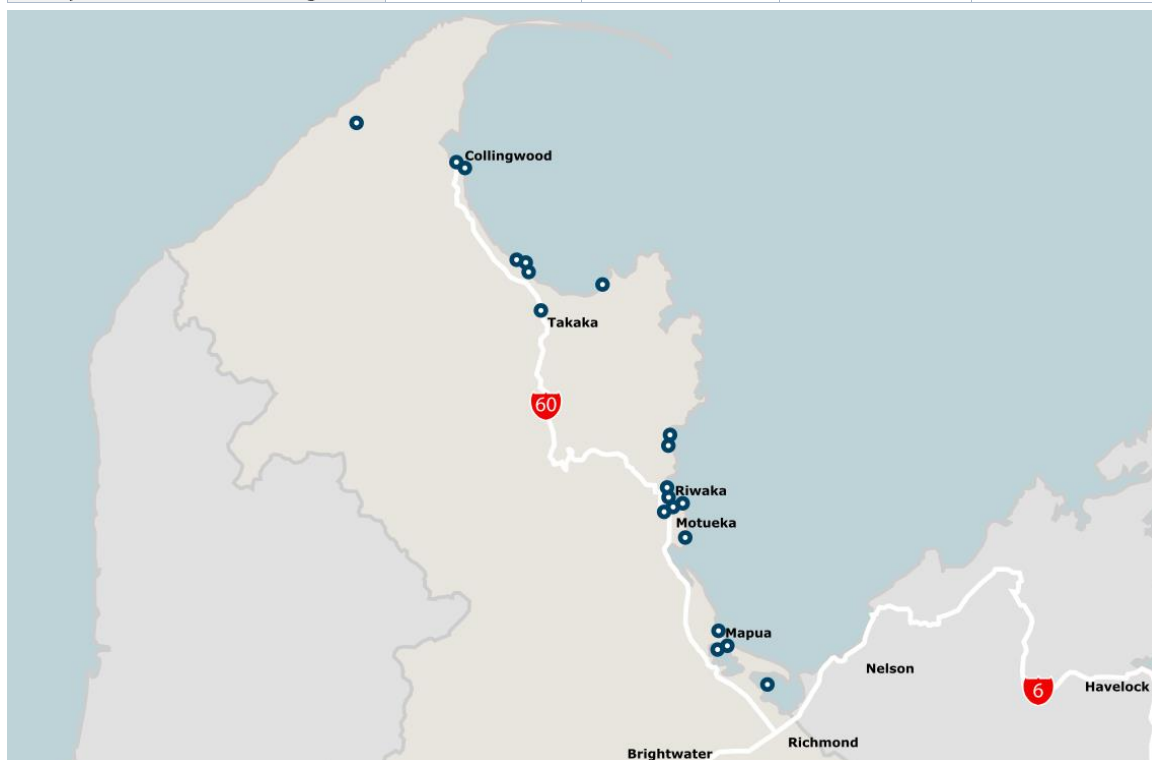 Collingwood
Takaka
60
Riwaka
Motueka
Mapua
Nelson
6
Havelock
Richmond
Brightwater